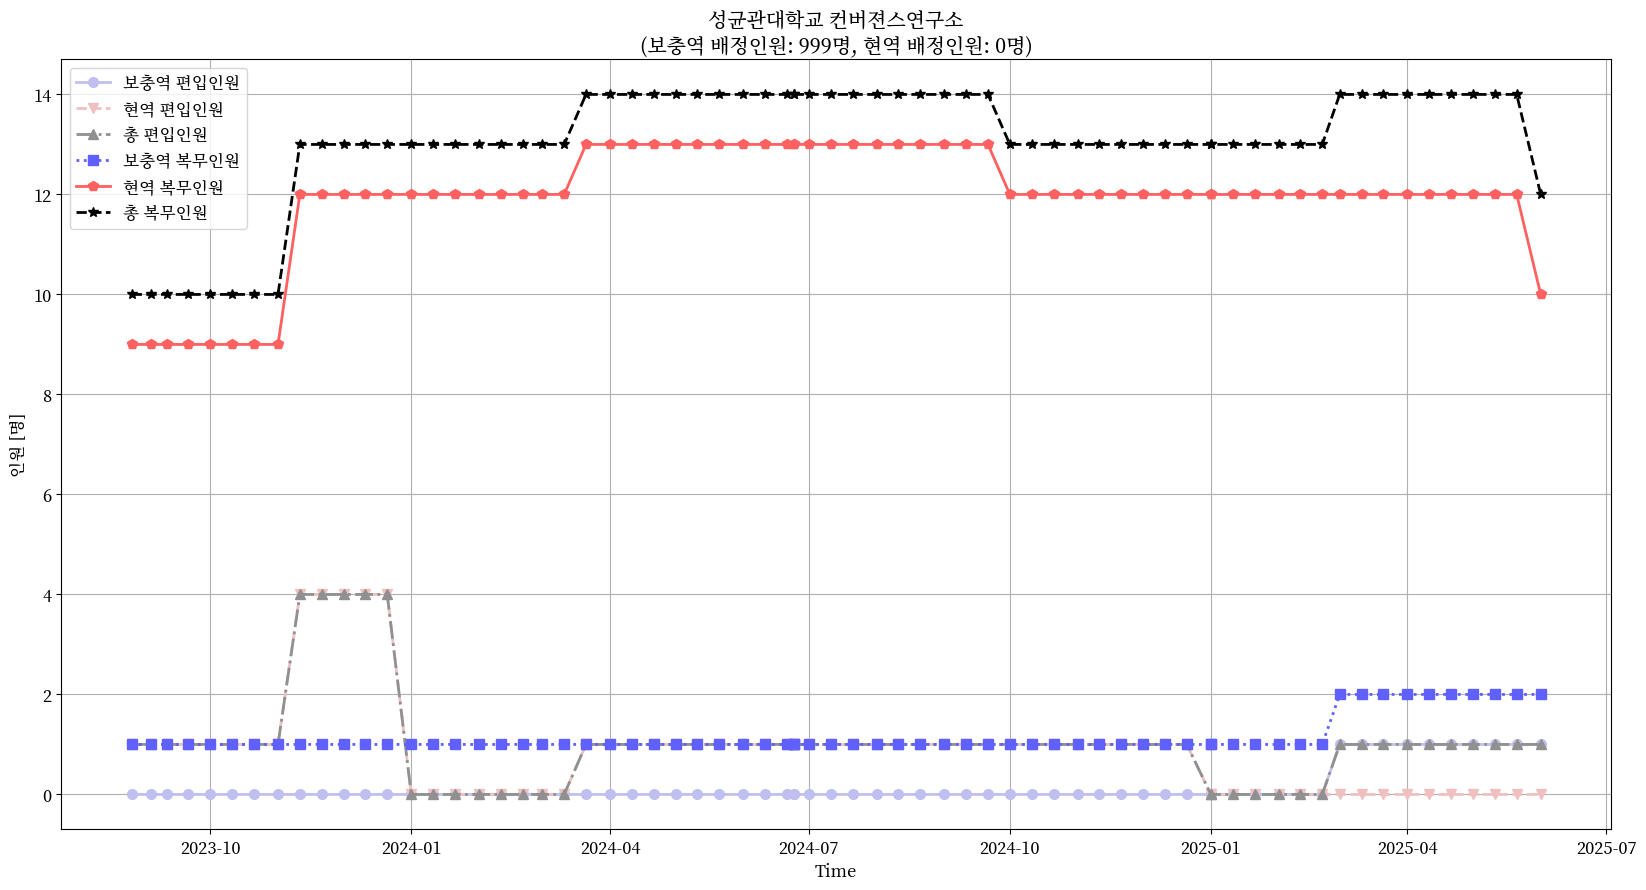 성균관대학교 컨버젼스연구소
(보충역 배정인원: 999명, 현역 배정인원: 0명)
보충역 편입인원
현역 편입인원
총 편입인원
보충역 복무인원
현역 복무인원
총 복무인원
인원 [명]
14
12
10
8
6
4
2
0
2023-10
2024-01
2024-04
2024-07
2024-10
2025-01
2025-04
2025-07
Time